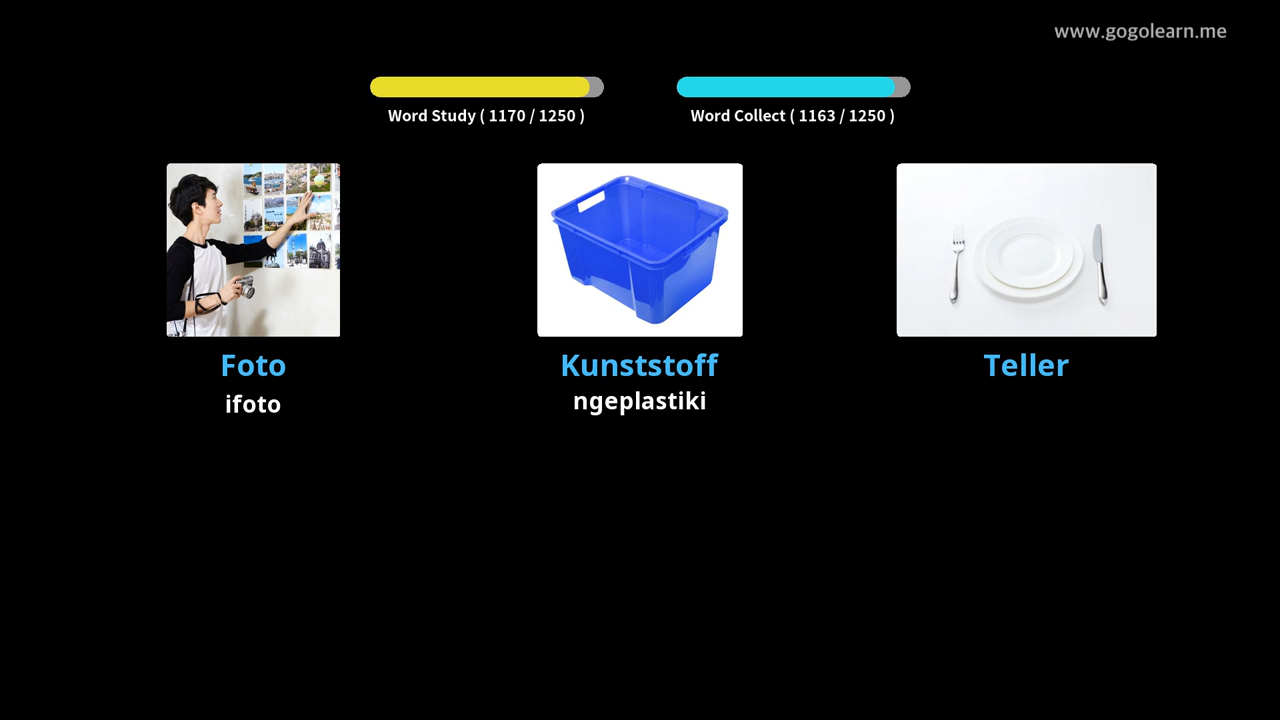 www.gogolearn.me
Word Study ( 1170 / 1250 )
Word Collect ( 1163 / 1250 )
Foto
ifoto
Kunststoff
ngeplastiki
Teller